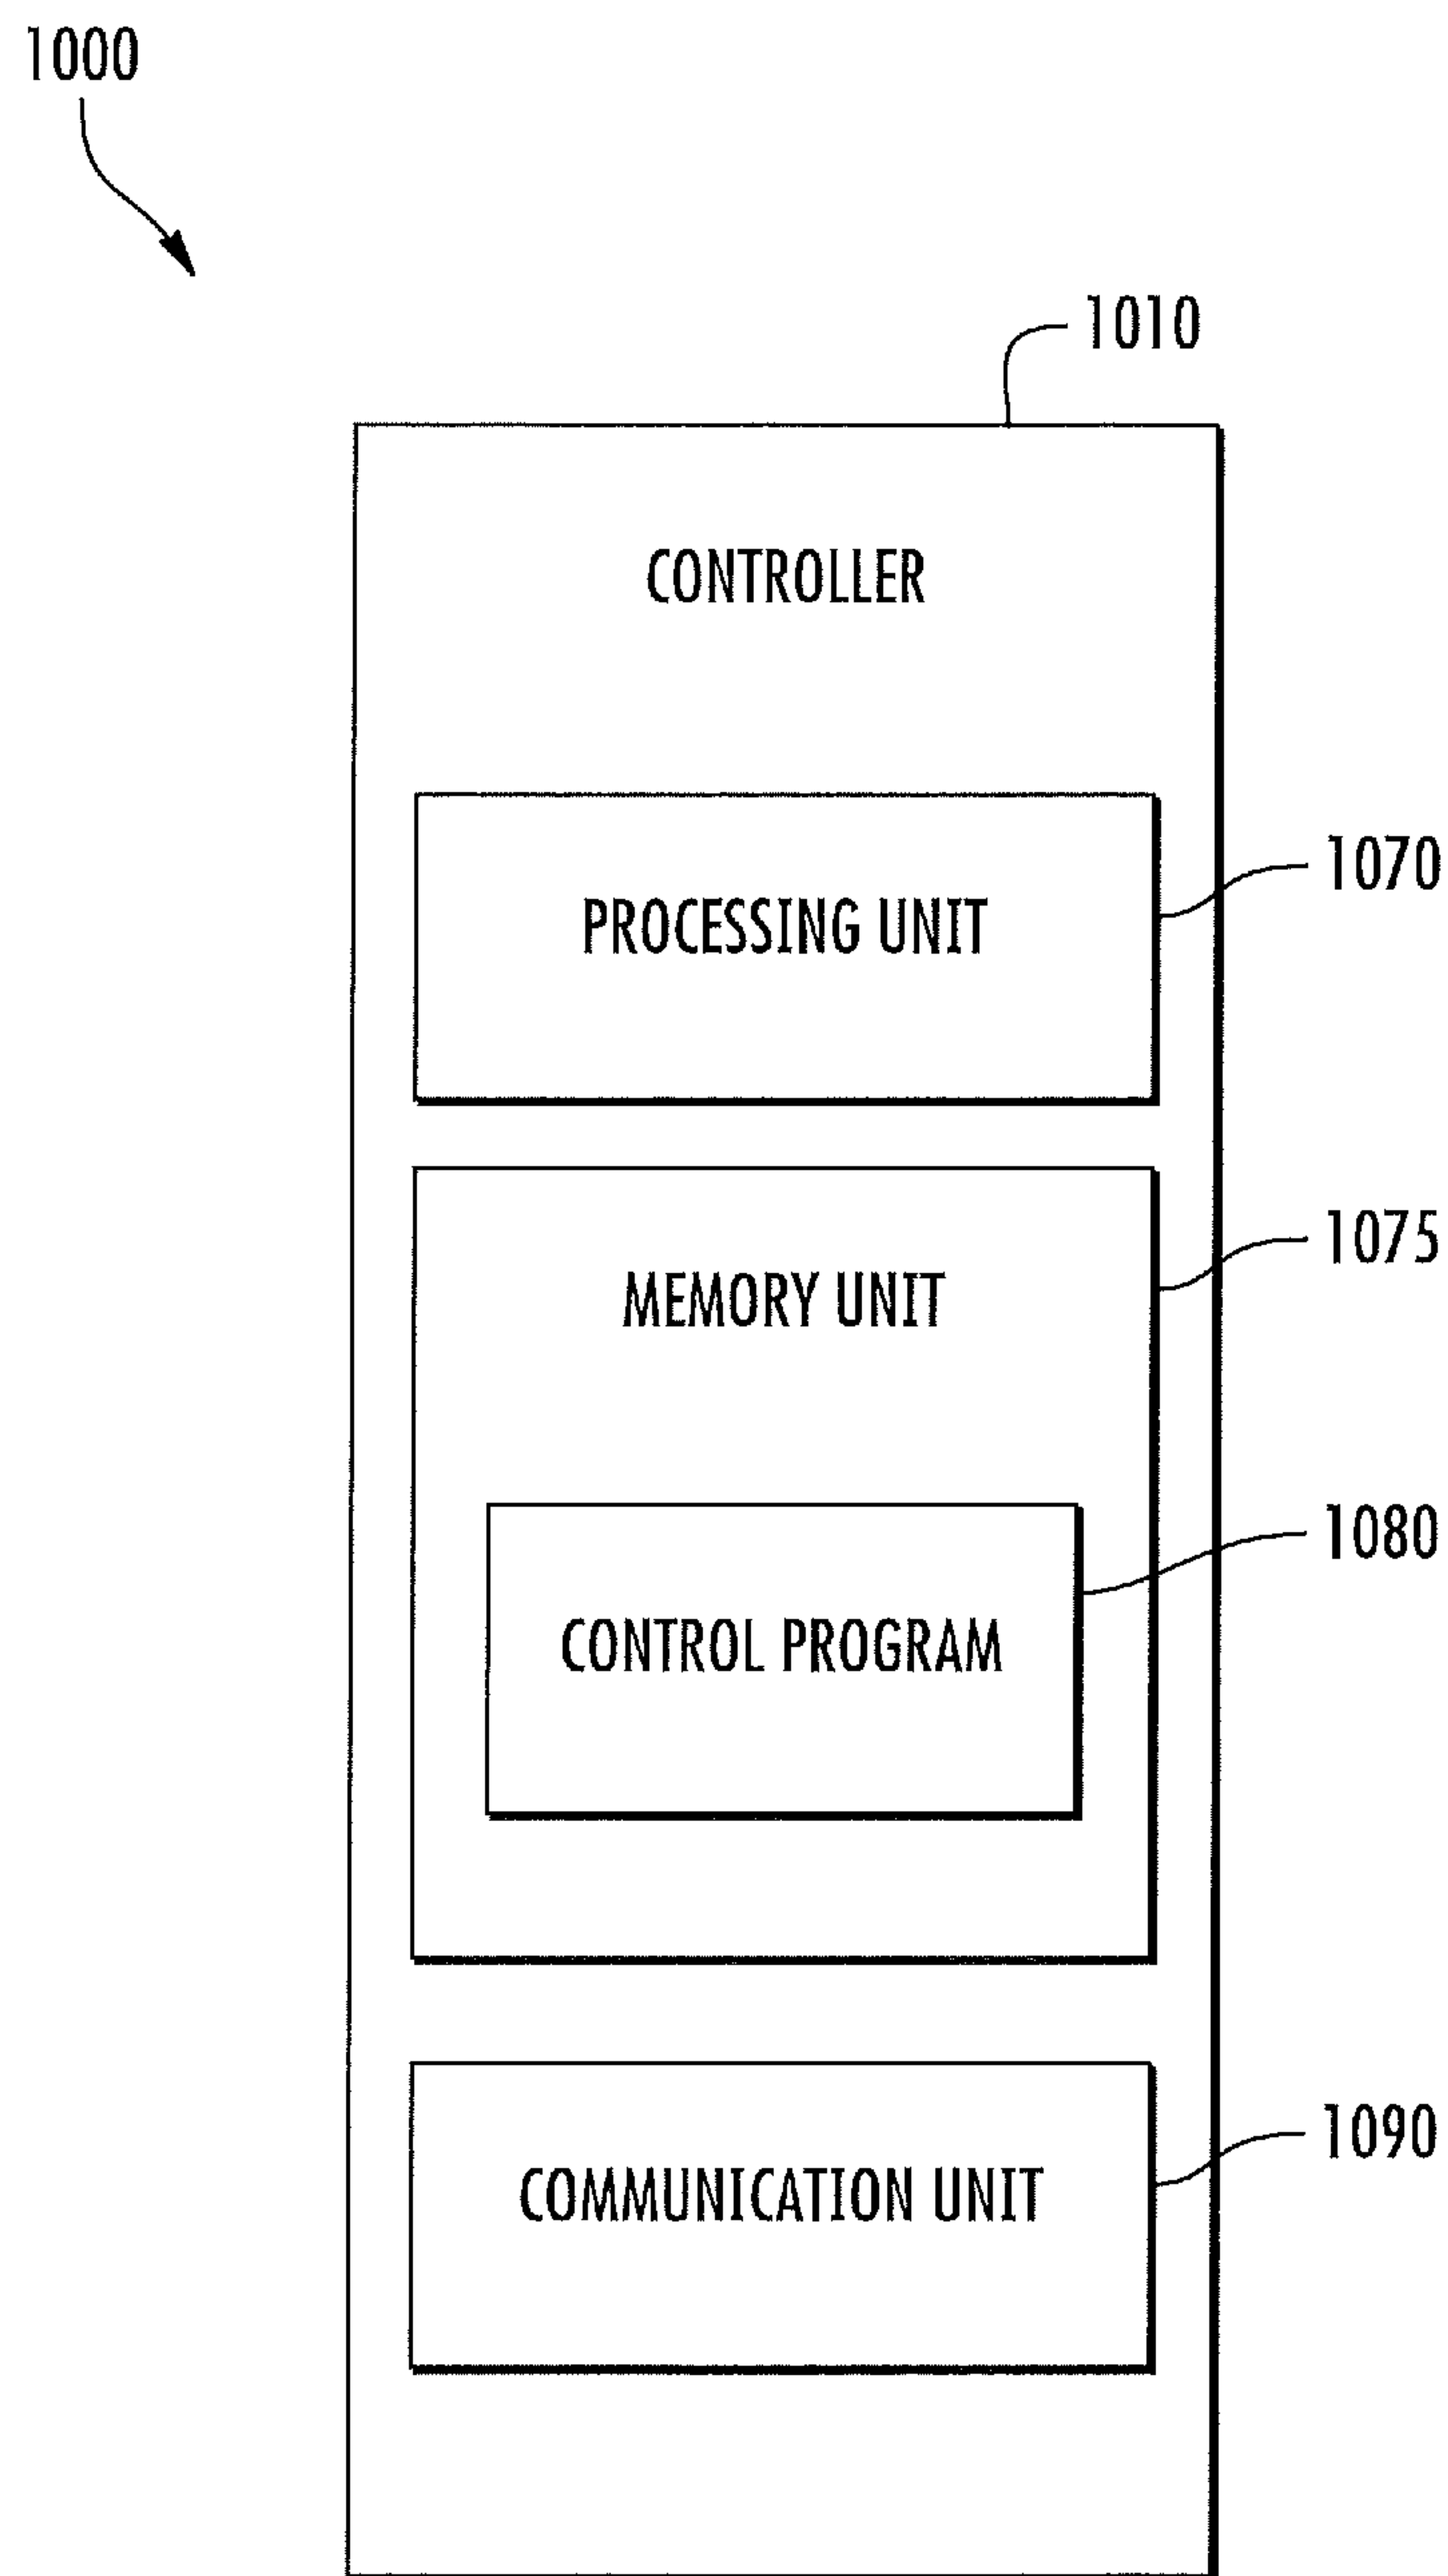 1000
1010
CONTROLLER
1070
PROCESSING UNIT
1075
MEMORY UNIT
1080
CONTROL PROGRAM
1090
COMMUNICATION UNIT